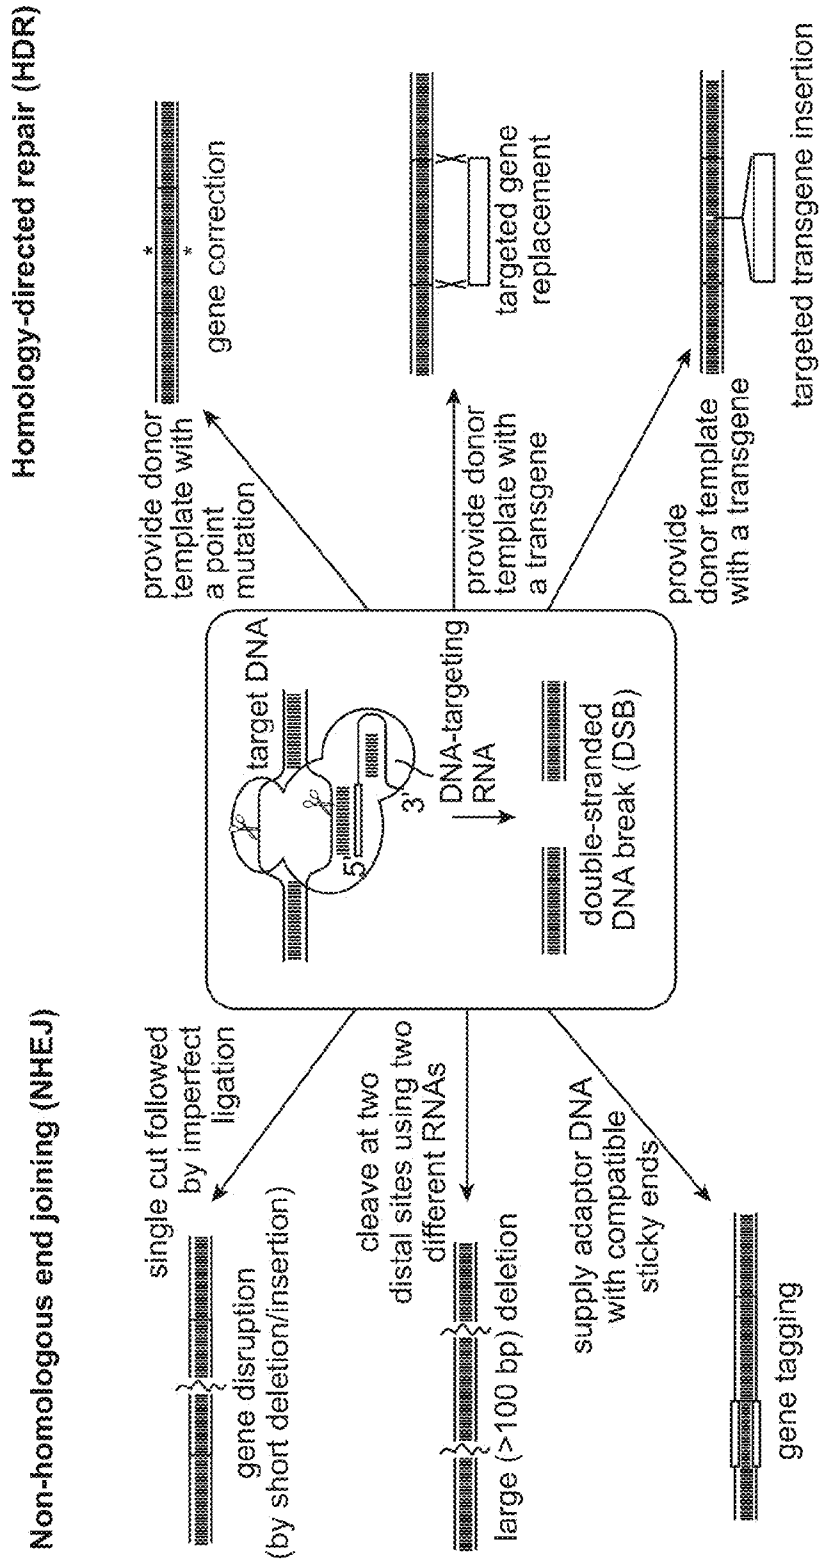 Non-homologous end joining (NHEJ)
single cut followed
by imperfect
ligation
gene disruption
(by short deletion/insertion)
cleave at two
distal sites using two
different RNAs
large (>100 bp) deletion
supply adaptor DNA
with compatible
sticky ends
gene tagging
target DNA
5'
3'
DNA-targeting
RNA
double-stranded
DNA break (DSB)
Homology-directed repair (HDR)
provide donor
template with
a point
mutation
*
*
gene correction
provide donor
template with
a transgene
targeted gene
replacement
provide
donor template
with a transgene
targeted transgene insertion